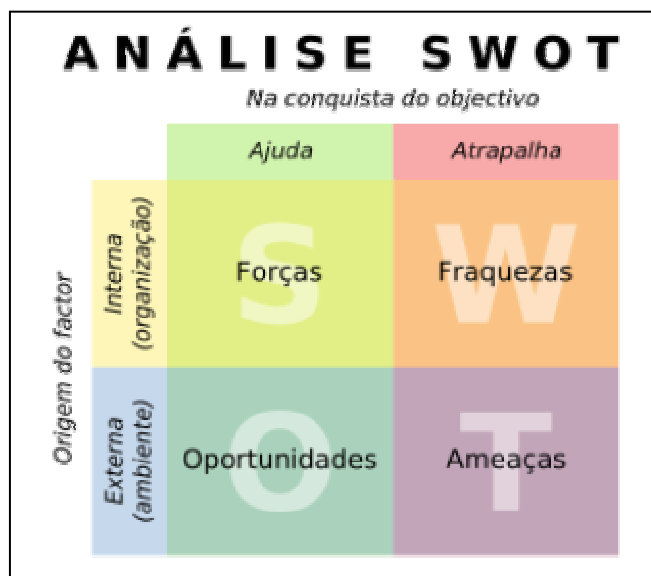 ANÁLISE SWOT
Na conquista do objectivo
Ajuda
Atrapalha
Origem do factor
Interna
(organização)
S
Forças
W
Fraquezas
Externa
(ambiente)
O
Oportunidades
T
Ameaças